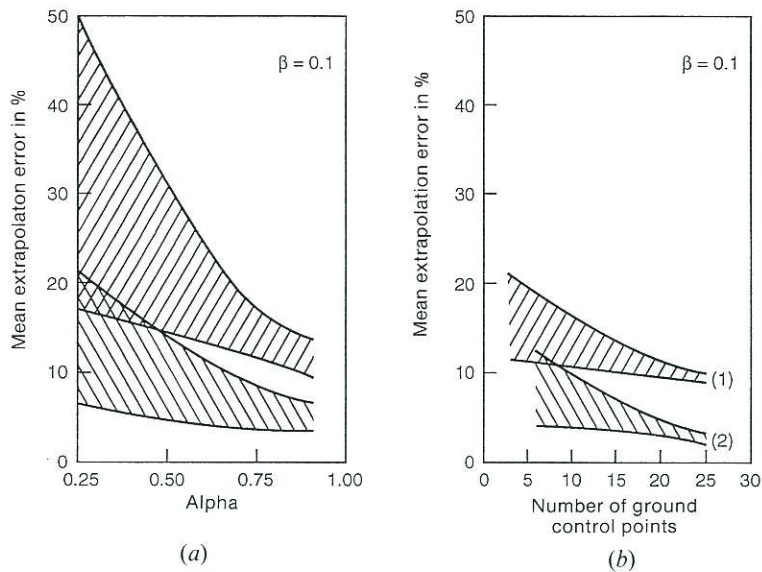 50
40
30
20
10
0
0.25
0.50
0.75
1.00
Mean extrapolaton error in %
Alpha
β = 0.1
(a)
50
40
30
20
10
0
0
5
10
15
20
25
30
Mean extrapolation error in %
Number of ground
control points
β = 0.1
(1)
(2)
(b)